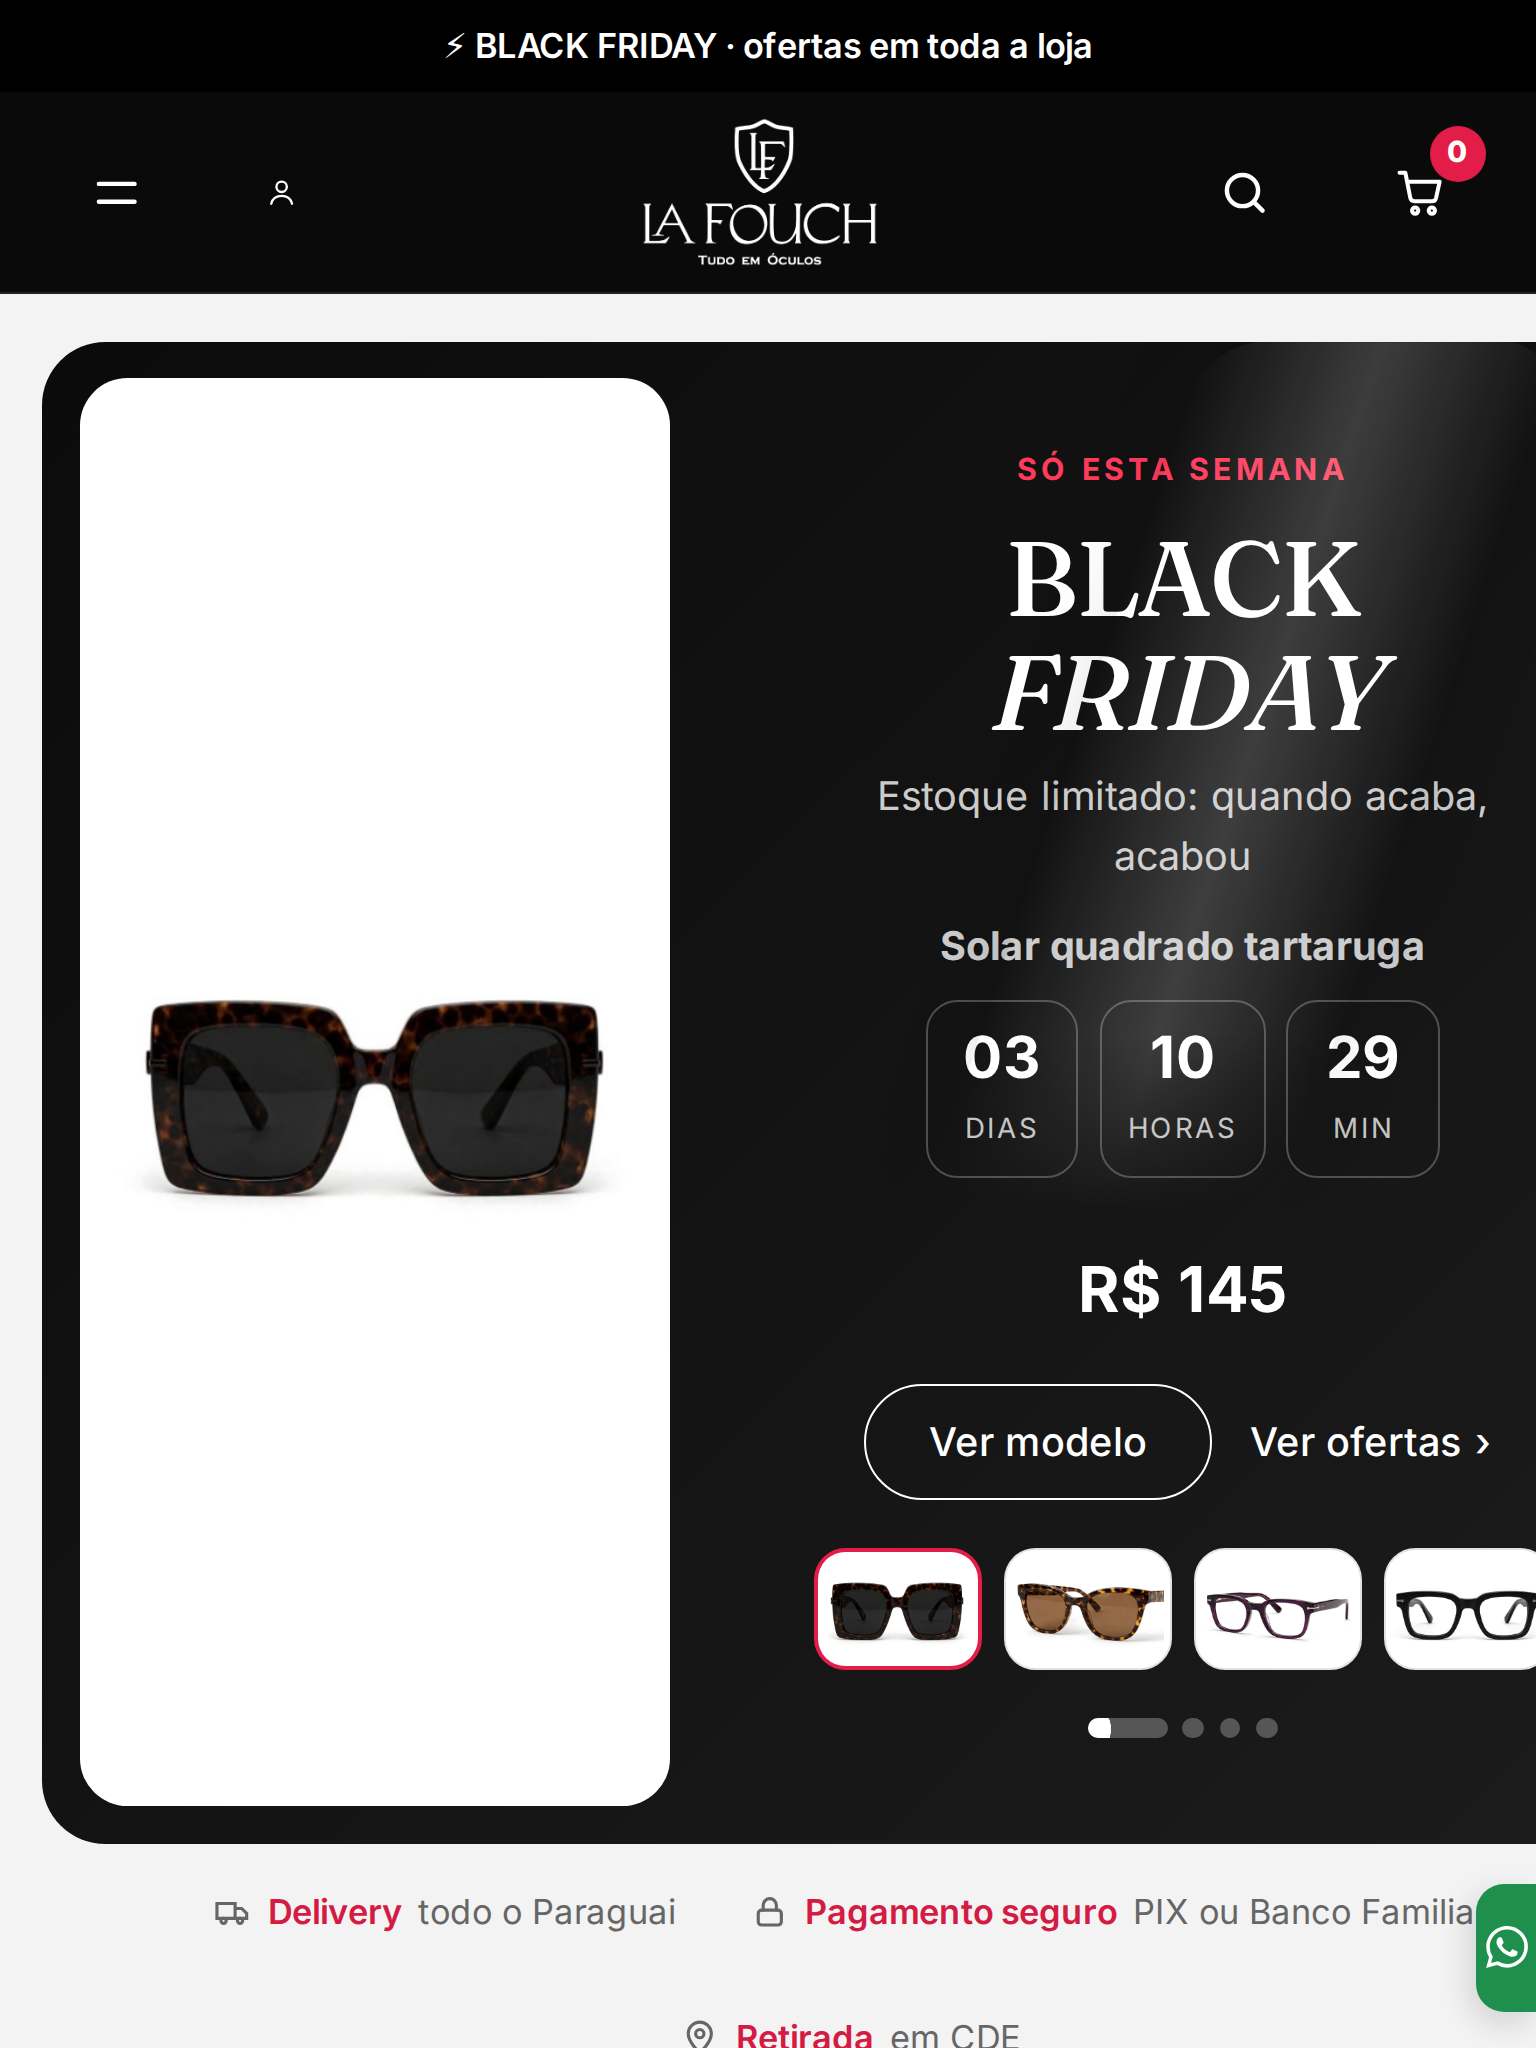 ⚡ BLACK FRIDAY · ofertas em toda a loja
0
LF
LA FOUCH
TUDO EM ÓCULOS
SÓ ESTA SEMANA
BLACK
FRIDAY
Estoque limitado: quando acaba,
acabou
Solar quadrado tartaruga
03 10 29
DIAS HORAS MIN
R$ 145
Ver modelo Ver ofertas ›
Delivery todo o Paraguai Pagamento seguro PIX ou Banco Familia
Retirada em CDE